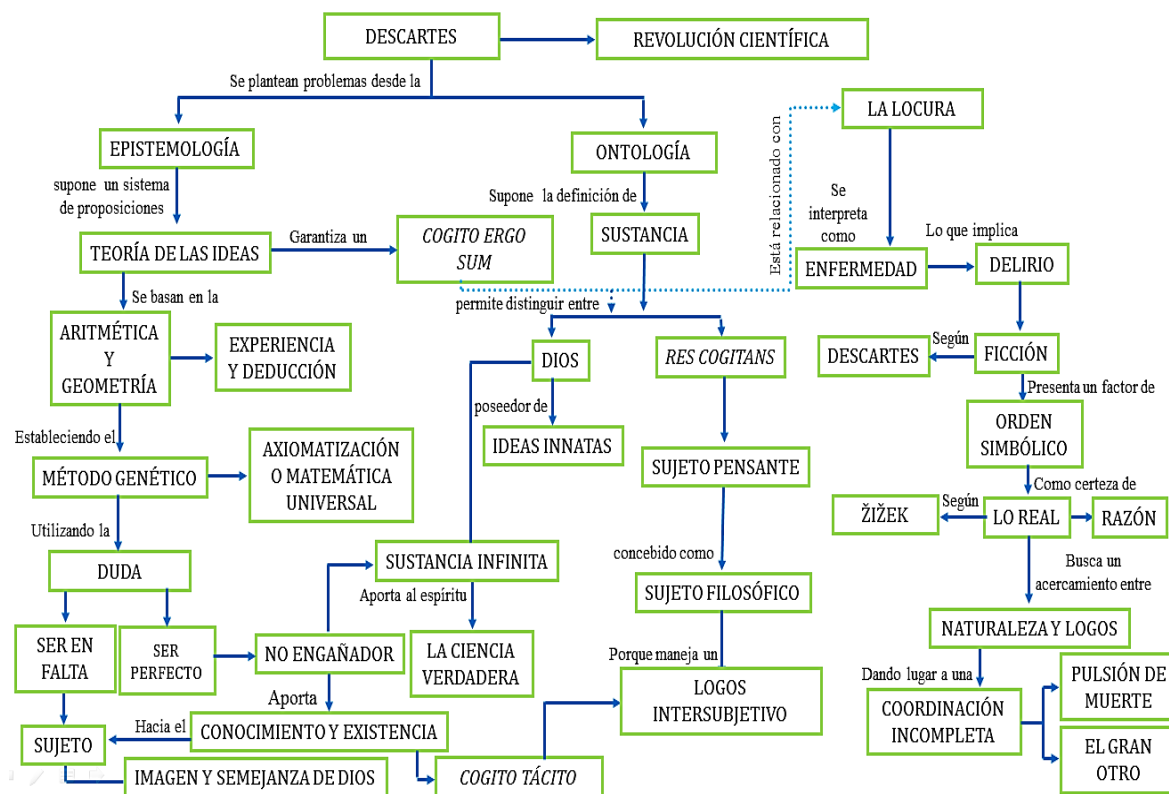 DESCARTES
REVOLUCIÓN CIENTÍFICA
Se plantean problemas desde la
EPISTEMOLOGÍA
ONTOLOGÍA
LA LOCURA
Está relacionado con
supone un sistema
de proposiciones
Supone la definición de
Se
interpreta
como
TEORÍA DE LAS IDEAS
Garantiza un
COGITO ERGO
SUM
SUSTANCIA
ENFERMEDAD
Lo que implica
DELIRIO
Se basan en la
permite distinguir entre
ARITMÉTICA
Y
GEOMETRÍA
EXPERIENCIA
Y DEDUCCIÓN
DIOS
RES COGITANS
DESCARTES
Según
FICCIÓN
poseedor de
Presenta un factor de
Estableciendo el
IDEAS INNATAS
ORDEN
SIMBÓLICO
MÉTODO GENÉTICO
AXIOMATIZACIÓN
O MATEMÁTICA
UNIVERSAL
SUJETO PENSANTE
Como certeza de
ŽIŽEK
Según
LO REAL
RAZÓN
Utilizando la
concebido como
Busca un
acercamiento entre
DUDA
SUSTANCIA INFINITA
Aporta al espíritu
SUJETO FILOSÓFICO
NATURALEZA Y LOGOS
SER EN
FALTA
SER
PERFECTO
NO ENGAÑADOR
LA CIENCIA
VERDADERA
Porque maneja un
Dando lugar a una
PULSIÓN DE
MUERTE
Aporta
LOGOS
INTERSUBJETIVO
COORDINACIÓN
INCOMPLETA
SUJETO
Hacia el
CONOCIMIENTO Y EXISTENCIA
EL GRAN
OTRO
IMAGEN Y SEMEJANZA DE DIOS
COGITO TÁCITO